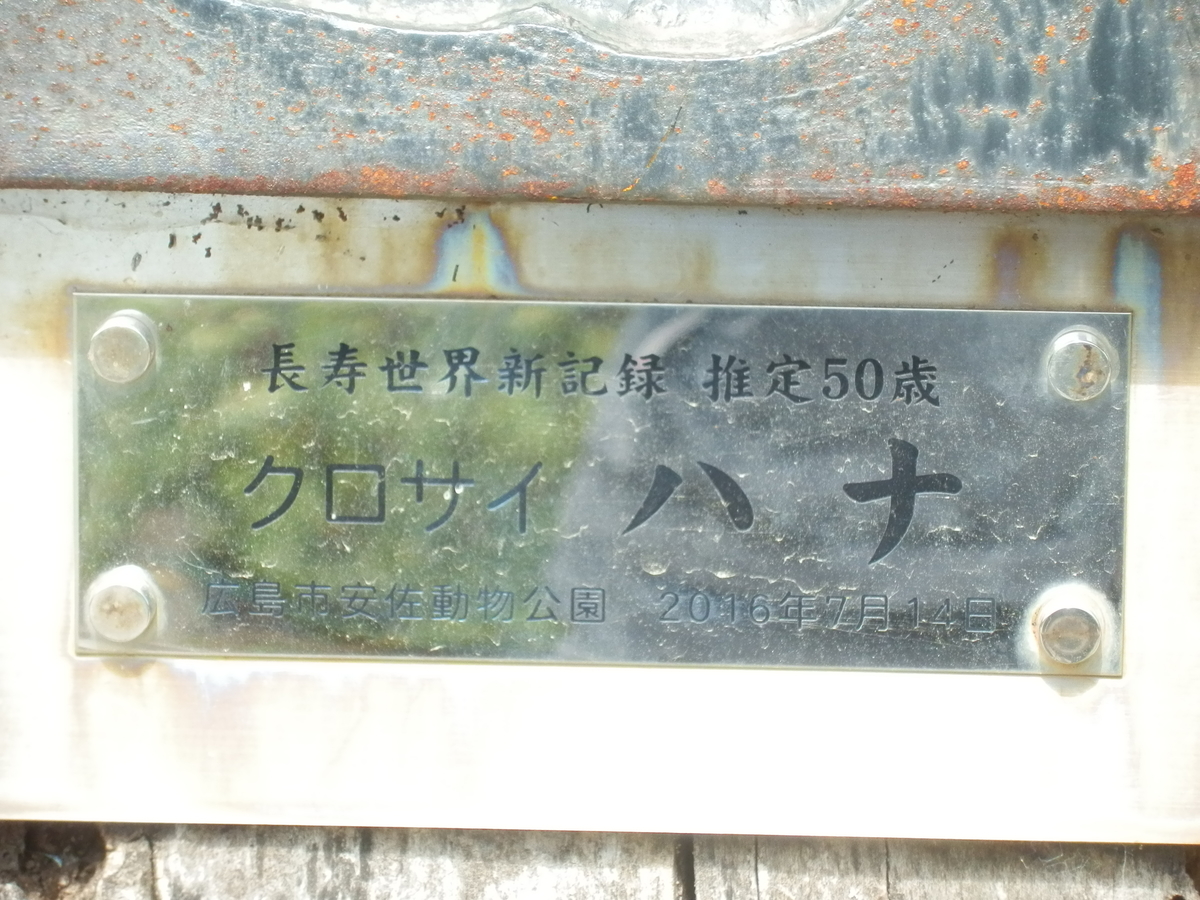 長寿世界新記録 推定50歳
クロサイ ハナ
広島市安佐動物公園 2016年7月14日